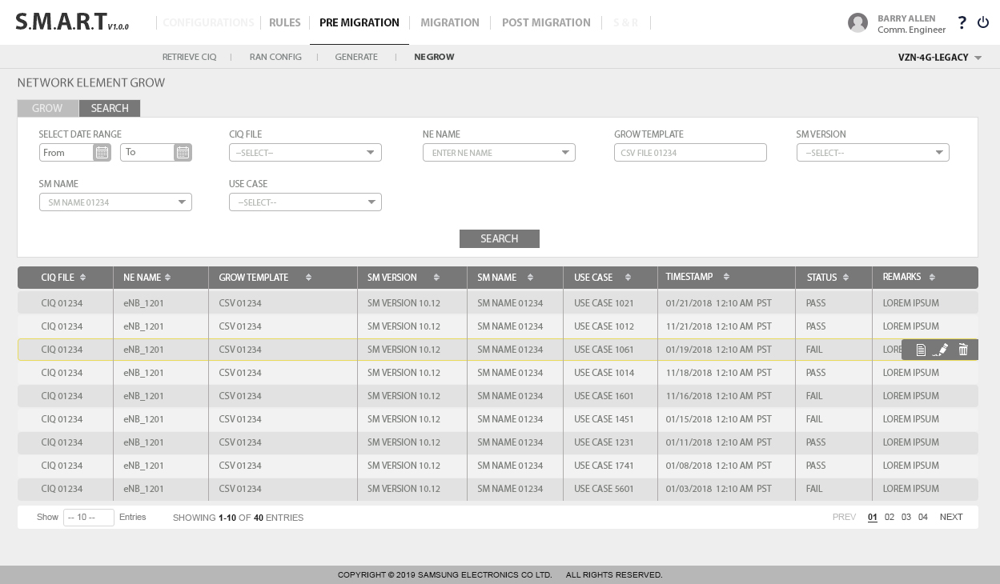 S.M.A.R.T V1.0.0
CONFIGURATIONS RULES PRE MIGRATION MIGRATION POST MIGRATION S & R
BARRY ALLEN
Comm. Engineer
?
RETRIEVE CIQ RAN CONFIG GENERATE NE GROW VZN-4G-LEGACY
NETWORK ELEMENT GROW
GROW SEARCH
SELECT DATE RANGE CIQ FILE NE NAME GROW TEMPLATE SM VERSION
From To --SELECT-- ENTER NE NAME CSV FILE 01234 --SELECT--
SM NAME USE CASE
SM NAME 01234 --SELECT--
SEARCH
CIQ FILE NE NAME GROW TEMPLATE SM VERSION SM NAME USE CASE TIMESTAMP STATUS REMARKS
CIQ 01234 eNB_1201 CSV 01234 SM VERSION 10.12 SM NAME 01234 USE CASE 1021 01/21/2018 12:10 AM PST PASS LOREM IPSUM
CIQ 01234 eNB_1201 CSV 01234 SM VERSION 10.12 SM NAME 01234 USE CASE 1012 11/21/2018 12:10 AM PST PASS LOREM IPSUM
CIQ 01234 eNB_1201 CSV 01234 SM VERSION 10.12 SM NAME 01234 USE CASE 1061 01/19/2018 12:10 AM PST FAIL LORE
CIQ 01234 eNB_1201 CSV 01234 SM VERSION 10.12 SM NAME 01234 USE CASE 1014 11/18/2018 12:10 AM PST PASS LOREM IPSUM
CIQ 01234 eNB_1201 CSV 01234 SM VERSION 10.12 SM NAME 01234 USE CASE 1601 11/16/2018 12:10 AM PST FAIL LOREM IPSUM
CIQ 01234 eNB_1201 CSV 01234 SM VERSION 10.12 SM NAME 01234 USE CASE 1451 01/15/2018 12:10 AM PST FAIL LOREM IPSUM
CIQ 01234 eNB_1201 CSV 01234 SM VERSION 10.12 SM NAME 01234 USE CASE 1231 01/11/2018 12:10 AM PST PASS LOREM IPSUM
CIQ 01234 eNB_1201 CSV 01234 SM VERSION 10.12 SM NAME 01234 USE CASE 1741 01/08/2018 12:10 AM PST PASS LOREM IPSUM
CIQ 01234 eNB_1201 CSV 01234 SM VERSION 10.12 SM NAME 01234 USE CASE 5601 01/03/2018 12:10 AM PST FAIL LOREM IPSUM
Show -- 10 -- Entries SHOWING 1-10 OF 40 ENTRIES PREV 01 02 03 04 NEXT
COPYRIGHT © 2019 SAMSUNG ELECTRONICS CO LTD. ALL RIGHTS RESERVED.